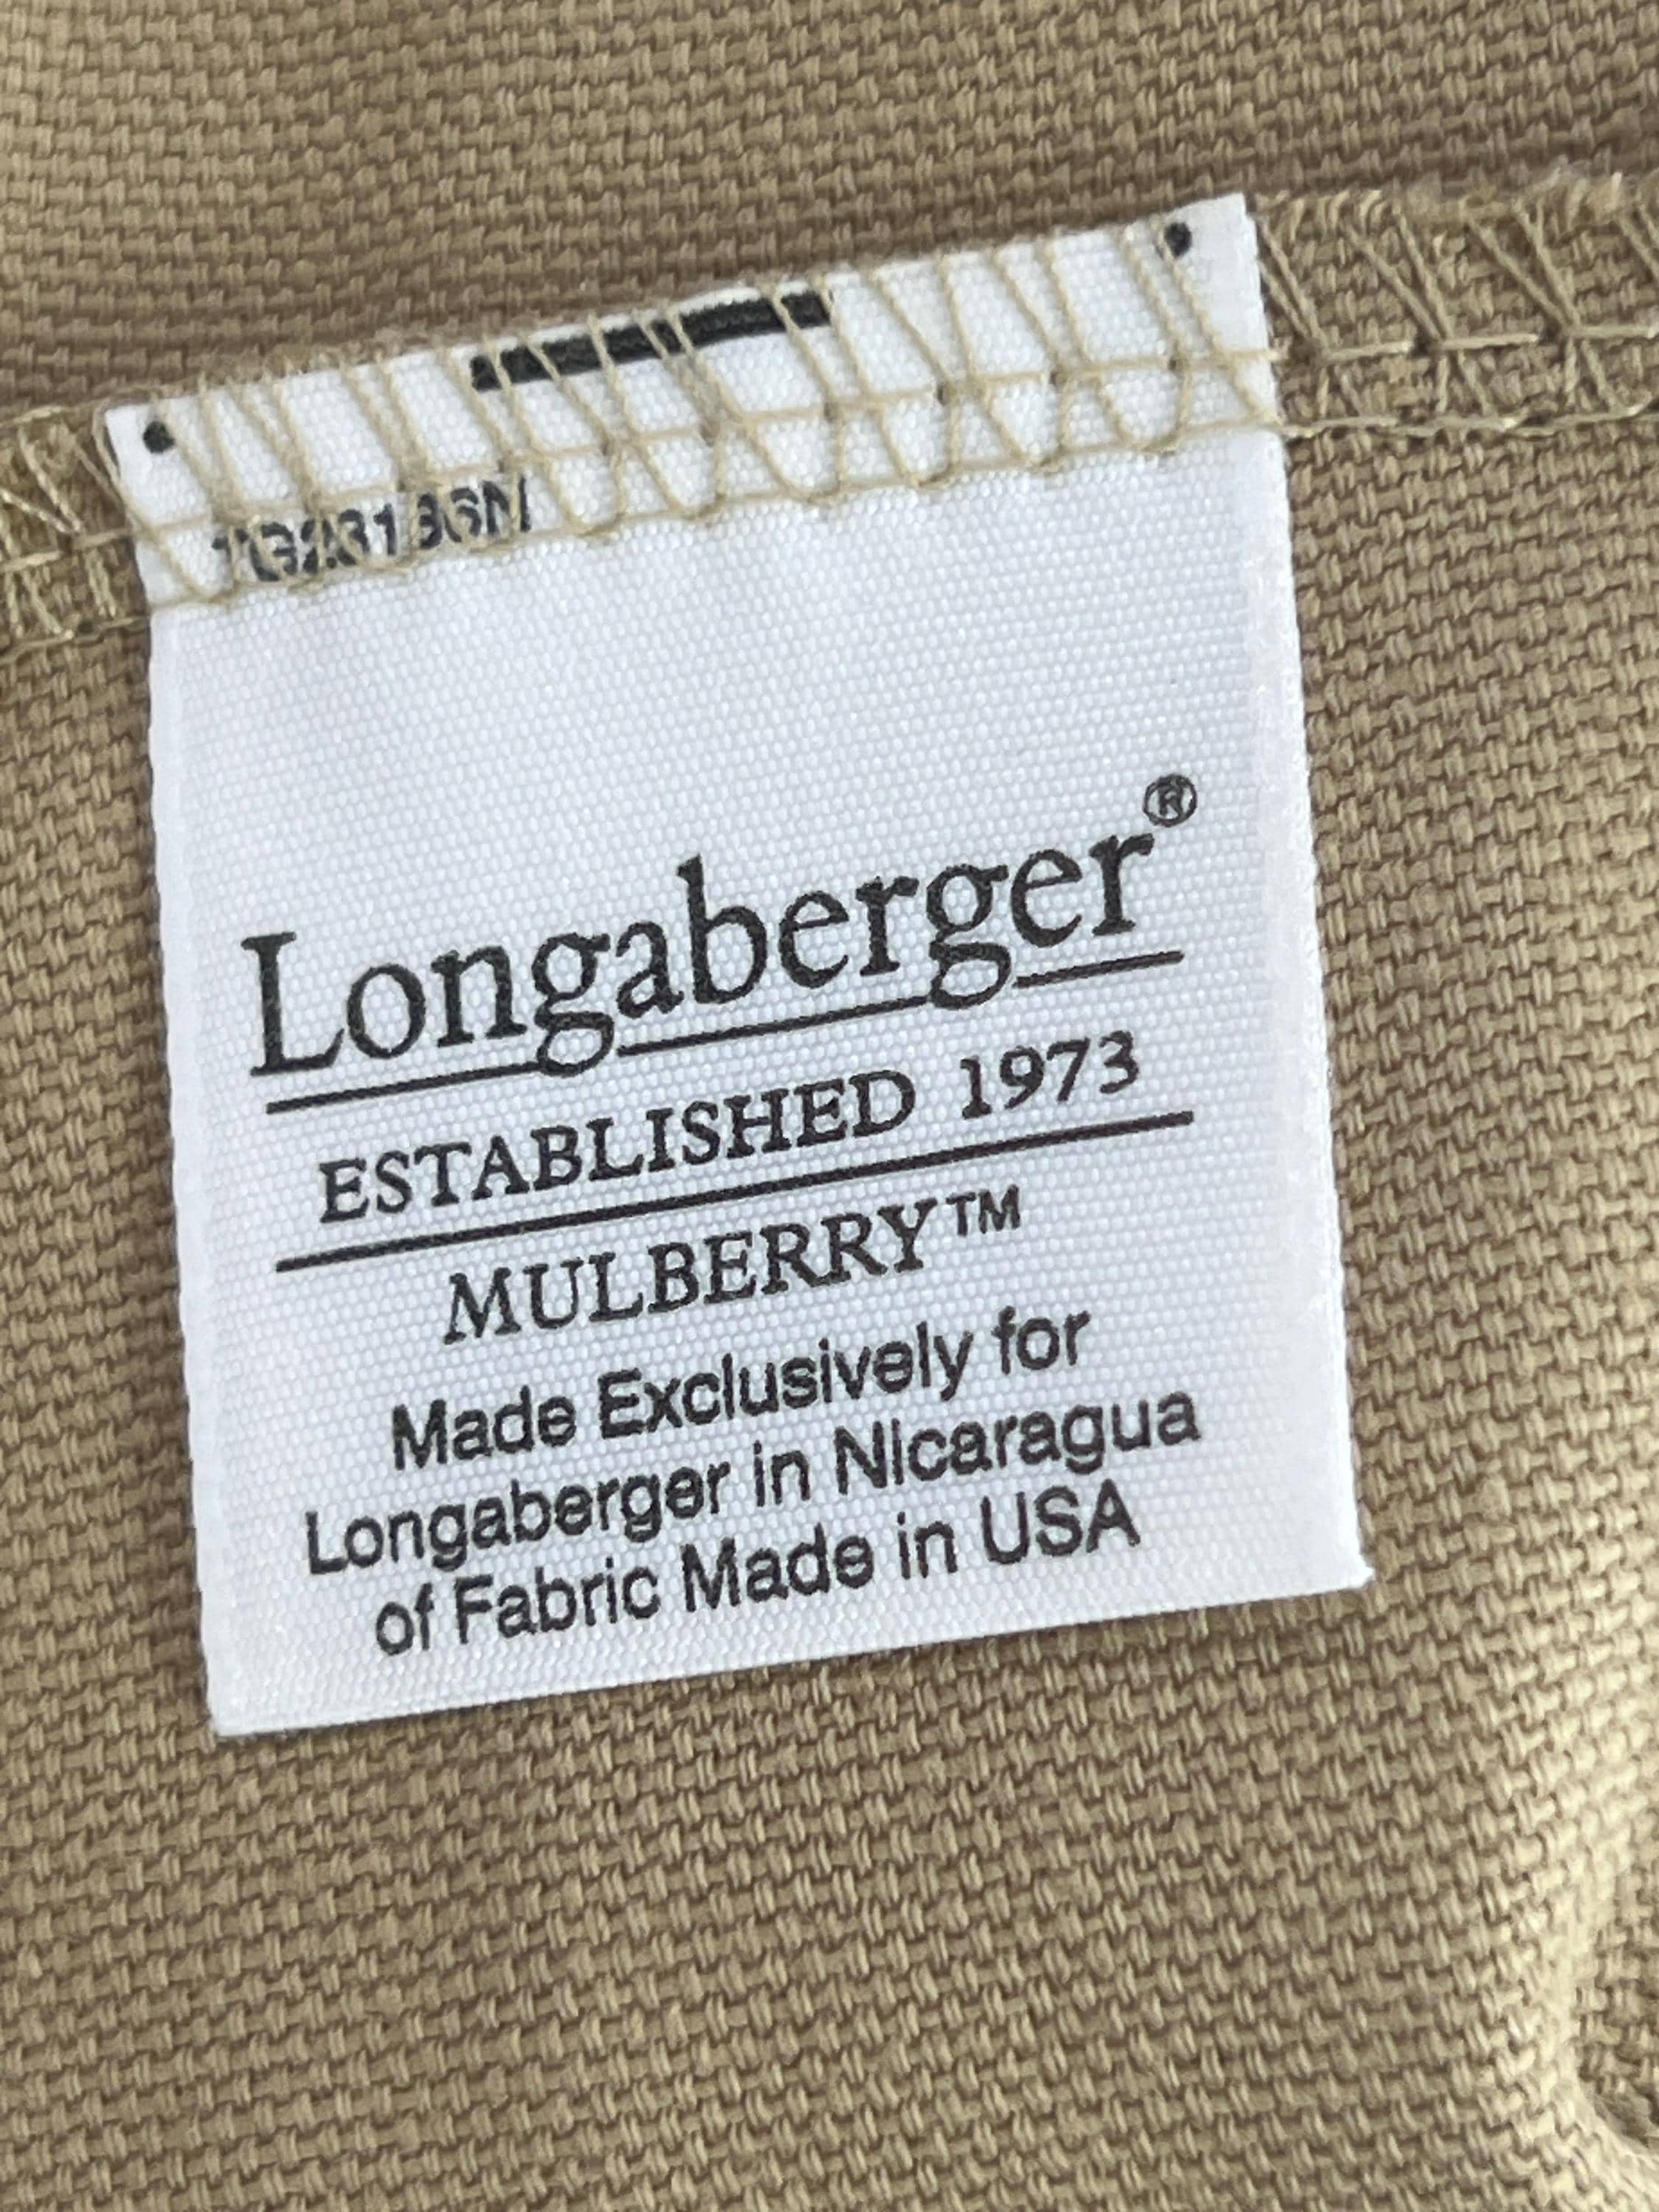 Longaberger®
ESTABLISHED 1973
MULBERRY™
Made Exclusively for
Longaberger in Nicaragua
of Fabric Made in USA